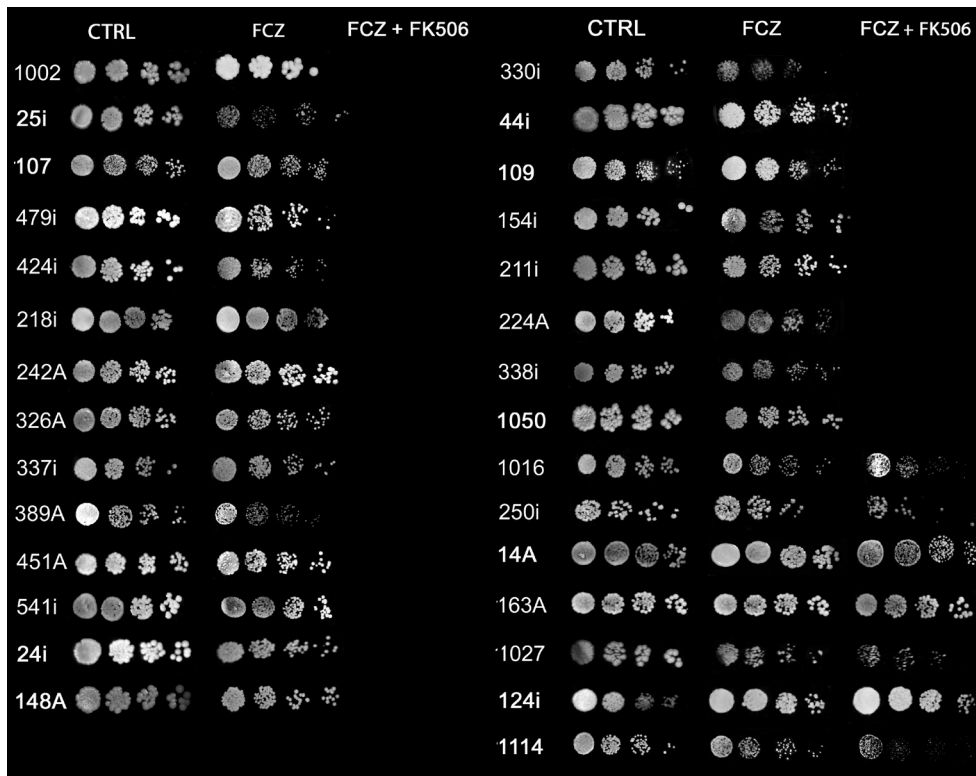 CTRL FCZ FCZ + FK506
1002
25i
107
479i
424i
218i
242A
326A
337i
389A
451A
541i
24i
148A
CTRL FCZ FCZ + FK506
330i
44i
109
154i
211i
224A
338i
1050
1016
250i
14A
163A
1027
124i
1114